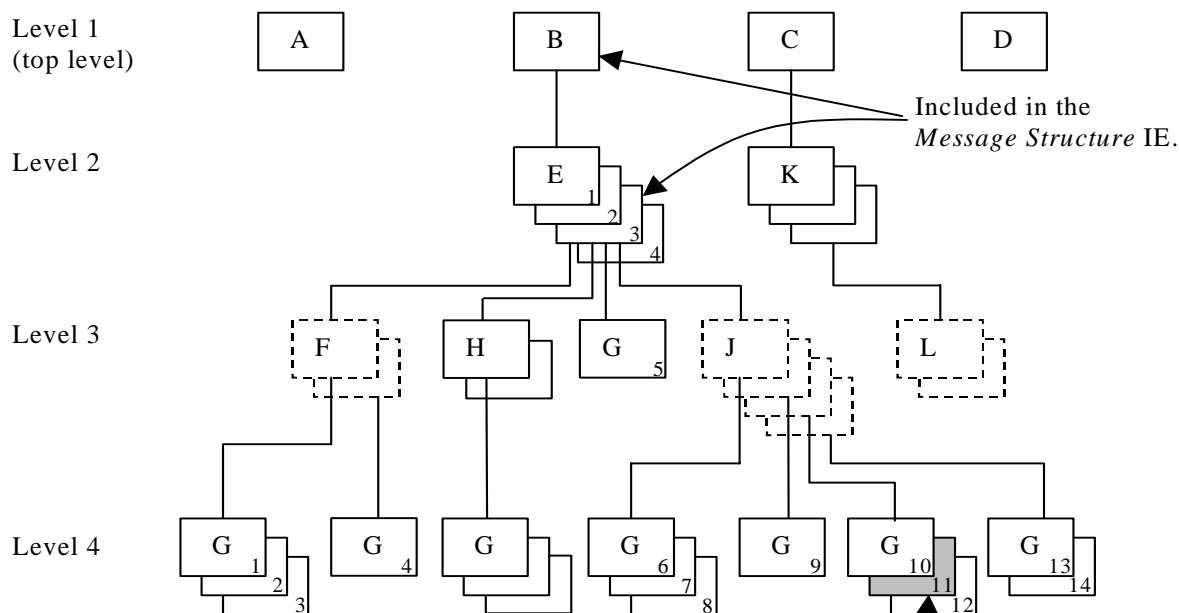 Level 1
(top level)
A
B
C
D
Included in the
Message Structure IE.
Level 2
E
1
2
3
4
K
Level 3
F
H
G
5
J
L
Level 4
G
1
2
3
G
4
G
G
6
7
8
G
9
G
10
11
12
G
13
14